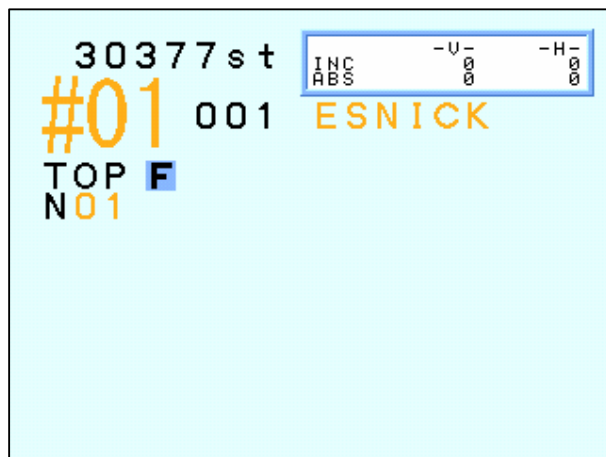 30377st
-V- -H-
INC 0 0
ABS 0 0
#01 001 ESNICK
TOP F
N01